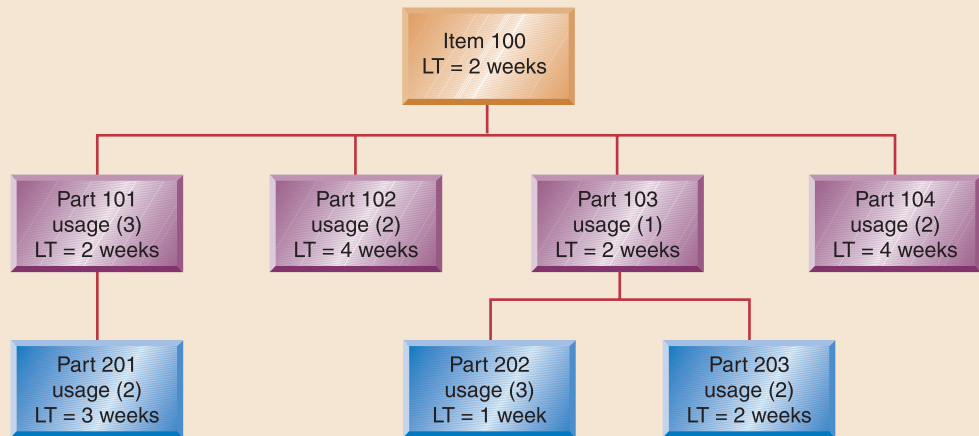 Item 100
LT = 2 weeks
Part 101
usage (3)
LT = 2 weeks
Part 102
usage (2)
LT = 4 weeks
Part 103
usage (1)
LT = 2 weeks
Part 104
usage (2)
LT = 4 weeks
Part 201
usage (2)
LT = 3 weeks
Part 202
usage (3)
LT = 1 week
Part 203
usage (2)
LT = 2 weeks